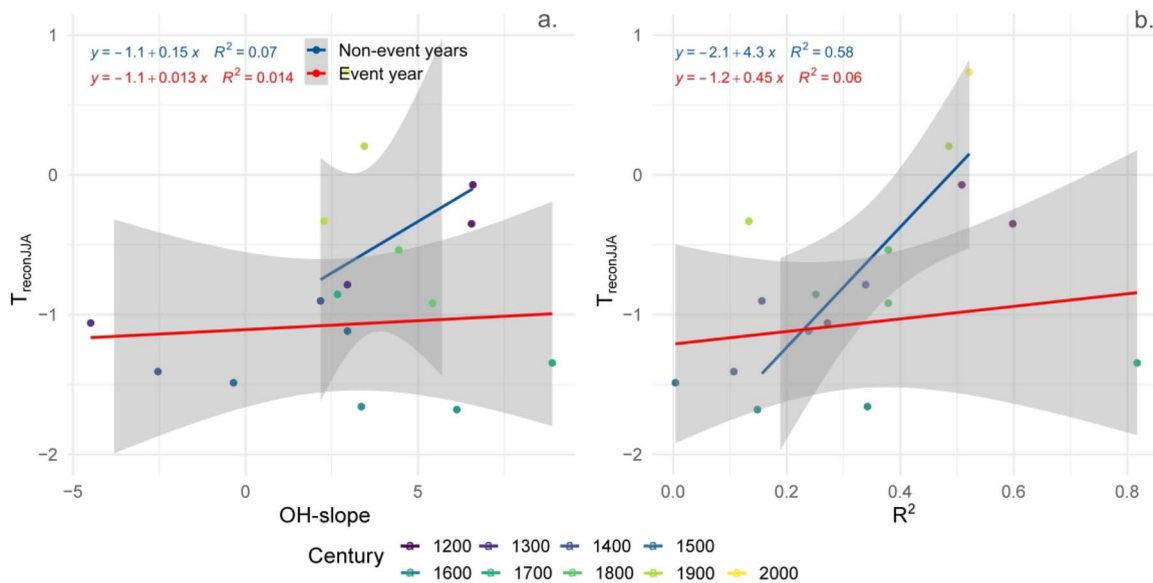 a.
y = −1.1 + 0.15 x R² = 0.07
y = −1.1 + 0.013 x R² = 0.014
Non-event years
Event year
1
0
−1
−2
TreconJJA
−5
0
5
OH-slope
b.
y = −2.1 + 4.3 x R² = 0.58
y = −1.2 + 0.45 x R² = 0.06
1
0
−1
−2
TreconJJA
0.0
0.2
0.4
0.6
0.8
R²
Century
1200 1300 1400 1500
1600 1700 1800 1900 2000